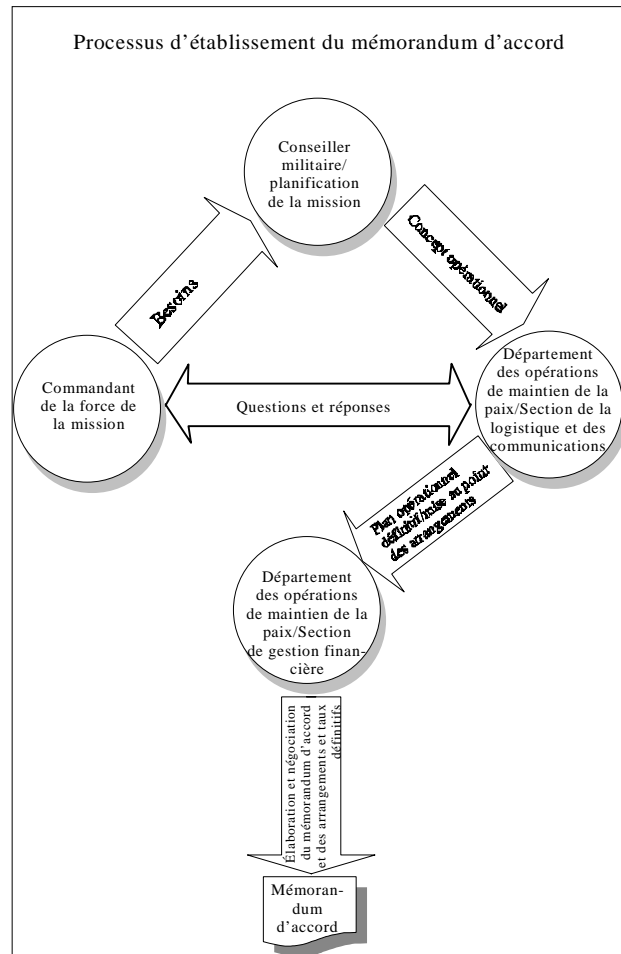 Processus d'établissement du mémorandum d'accord
Conseiller
militaire/
planification
de la mission
Besoins
Concept opérationnel
Commandant
de la force de
la mission
Questions et réponses
Département
des opérations
de maintien de la
paix/Section de la
logistique et des
communications
Plan opérationnel
définitif/mise au point
des arrangements
Département
des opérations
de maintien de la
paix/Section
de gestion finan-
cière
Élaboration et négociation
du mémorandum d'accord
et des arrangements et taux
définitifs
Mémoran-
dum
d'accord